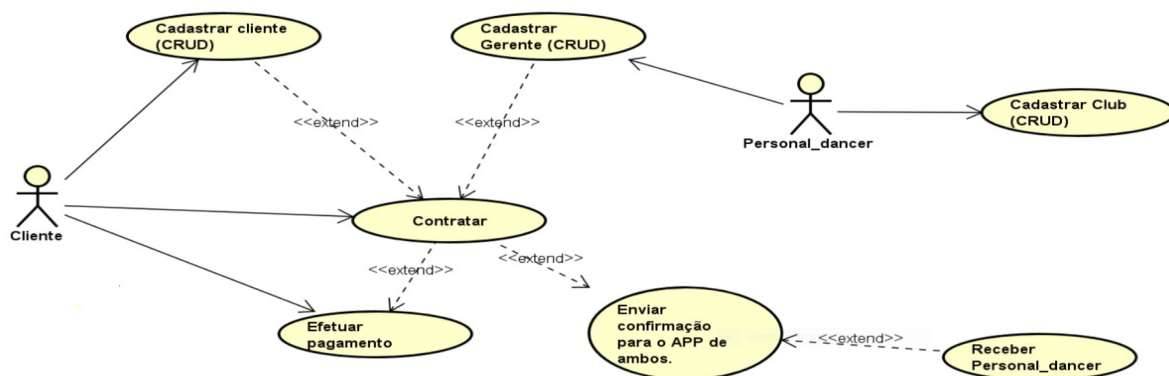 Cadastrar cliente
(CRUD)
Cadastrar
Gerente (CRUD)
Cadastrar Club
(CRUD)
<<extend>>
<<extend>>
Personal_dancer
Cliente
Contratar
<<extend>>
<<extend>>
Efetuar
pagamento
Enviar
confirmação
para o APP de
ambos.
<<extend>>
Receber
Personal_dancer